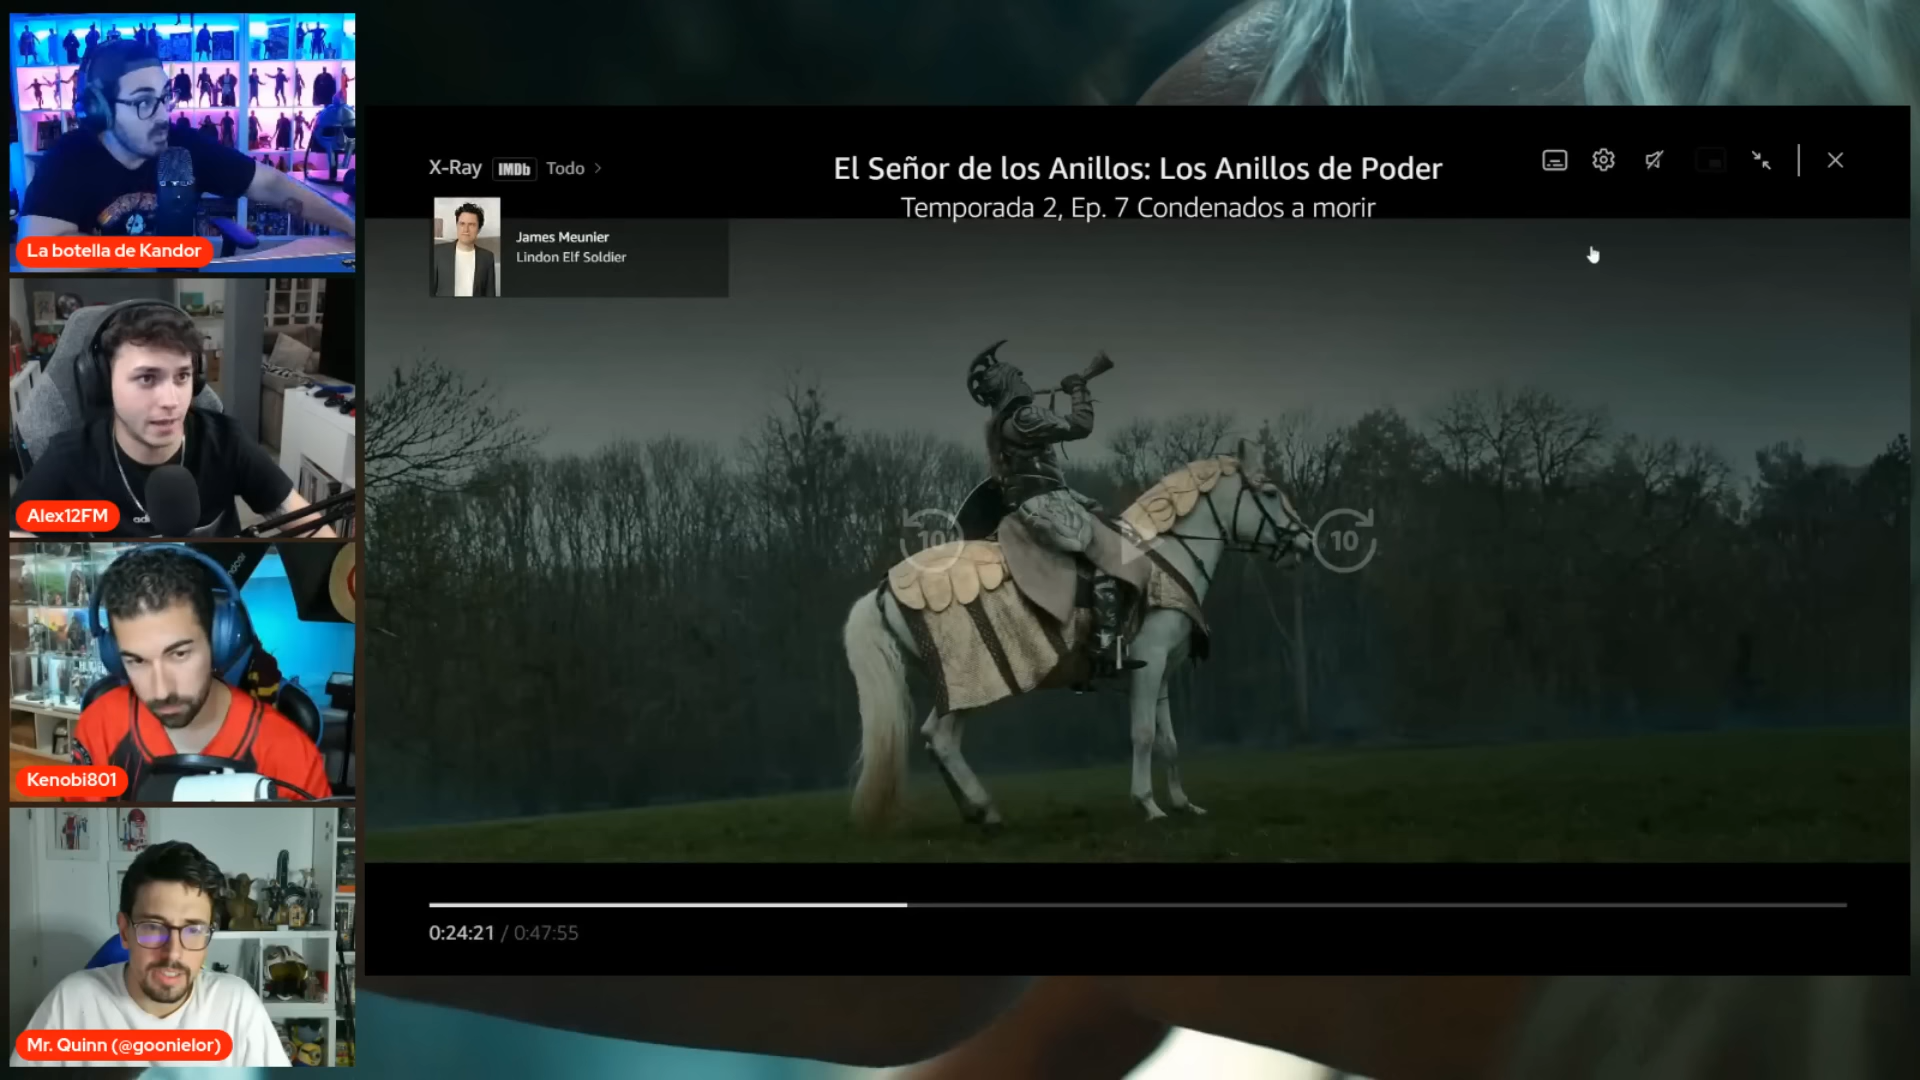 La botella de Kandor
Alex12FM
Kenobi801
Mr. Quinn (@goonielor)
X-Ray IMDb Todo
El Señor de los Anillos: Los Anillos de Poder
Temporada 2, Ep. 7 Condenados a morir
James Meunier
Lindon Elf Soldier
10
10
0:24:21 / 0:47:55